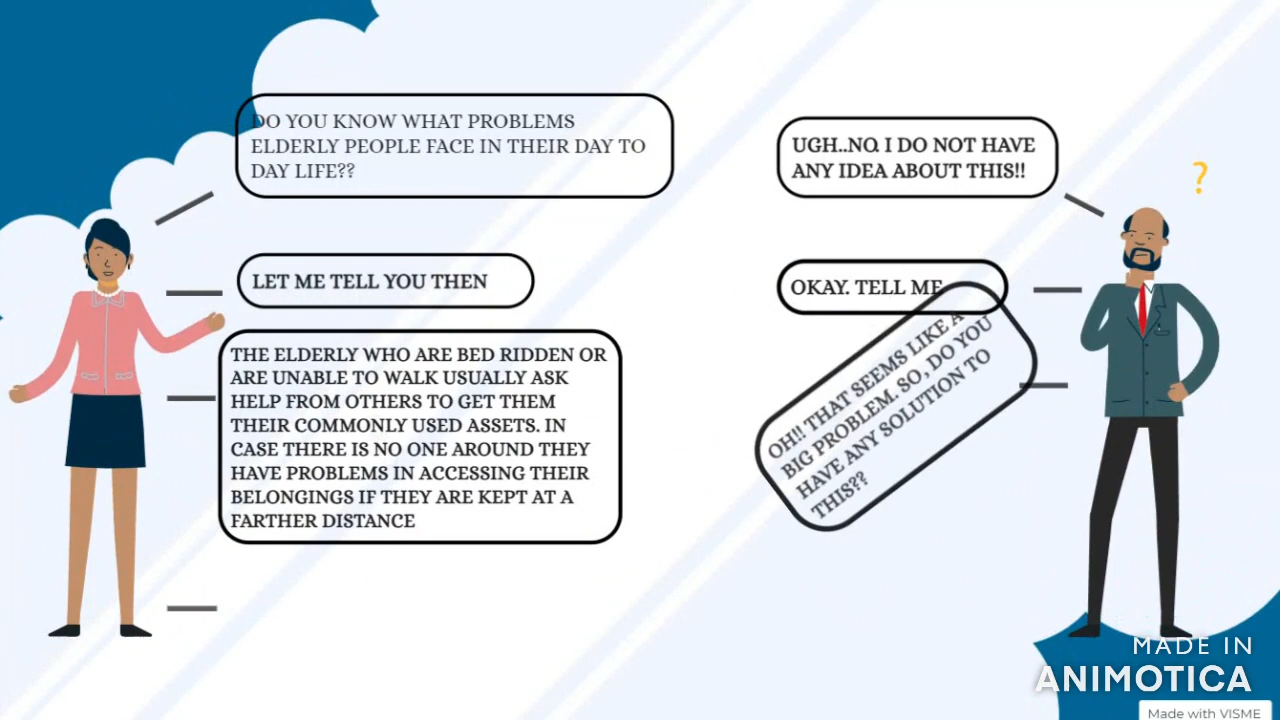 DO YOU KNOW WHAT PROBLEMS
ELDERLY PEOPLE FACE IN THEIR DAY TO
DAY LIFE??
UGH..NO. I DO NOT HAVE
ANY IDEA ABOUT THIS!!
?
LET ME TELL YOU THEN
OKAY. TELL ME
THE ELDERLY WHO ARE BED RIDDEN OR
ARE UNABLE TO WALK USUALLY ASK
HELP FROM OTHERS TO GET THEM
THEIR COMMONLY USED ASSETS. IN
CASE THERE IS NO ONE AROUND THEY
HAVE PROBLEMS IN ACCESSING THEIR
BELONGINGS IF THEY ARE KEPT AT A
FARTHER DISTANCE
OH!! THAT SEEMS LIKE A
BIG PROBLEM. SO, DO YOU
HAVE ANY SOLUTION TO
THIS??
MADE IN
ANIMOTICA
Made with VISME